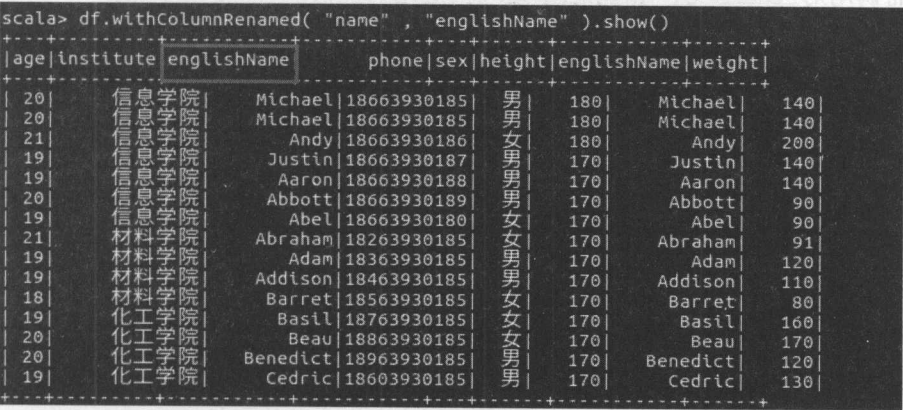 scala> df.withColumnRenamed( "name" , "englishName" ).show()
+---+---------+-----------+-----------+---+------+-----------+------+
|age|institute|englishName| phone|sex|height|englishName|weight|
+---+---------+-----------+-----------+---+------+-----------+------+
| 20| 信息学院| Michael|18663930185| 男| 180| Michael| 140|
| 20| 信息学院| Michael|18663930185| 男| 180| Michael| 140|
| 21| 信息学院| Andy|18663930186| 女| 180| Andy| 200|
| 19| 信息学院| Justin|18663930187| 男| 170| Justin| 140|
| 19| 信息学院| Aaron|18663930188| 男| 170| Aaron| 140|
| 20| 信息学院| Abbott|18663930189| 男| 170| Abbott| 90|
| 19| 信息学院| Abel|18663930180| 女| 170| Abel| 90|
| 21| 材料学院| Abraham|18263930185| 女| 170| Abraham| 91|
| 19| 材料学院| Adam|18363930185| 男| 170| Adam| 120|
| 19| 材料学院| Addison|18463930185| 男| 170| Addison| 110|
| 18| 材料学院| Barret|18563930185| 女| 170| Barret| 80|
| 19| 化工学院| Basil|18763930185| 女| 170| Basil| 160|
| 20| 化工学院| Beau|18863930185| 女| 170| Beau| 170|
| 20| 化工学院| Benedict|18963930185| 男| 170| Benedict| 120|
| 19| 化工学院| Cedric|18603930185| 男| 170| Cedric| 130|
+---+---------+-----------+-----------+---+------+-----------+------+